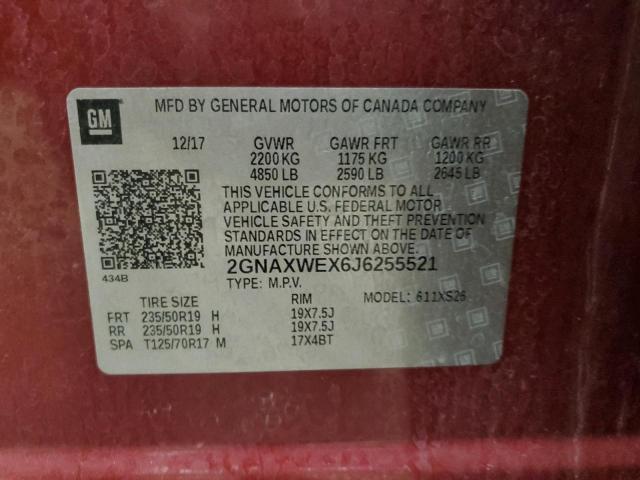 GM
MFD BY GENERAL MOTORS OF CANADA COMPANY
12/17 GVWR GAWR FRT GAWR RR
2200 KG 1175 KG 1200 KG
4850 LB 2590 LB 2645 LB
THIS VEHICLE CONFORMS TO ALL
APPLICABLE U.S. FEDERAL MOTOR
VEHICLE SAFETY AND THEFT PREVENTION
STANDARDS IN EFFECT ON THE DATE OF
MANUFACTURE SHOWN ABOVE.
2GNAXWEX6J6255521
434B
TYPE: M.P.V.
TIRE SIZE RIM MODEL: 611XS26
FRT 235/50R19 H 19X7.5J
RR 235/50R19 H 19X7.5J
SPA T125/70R17 M 17X4BT